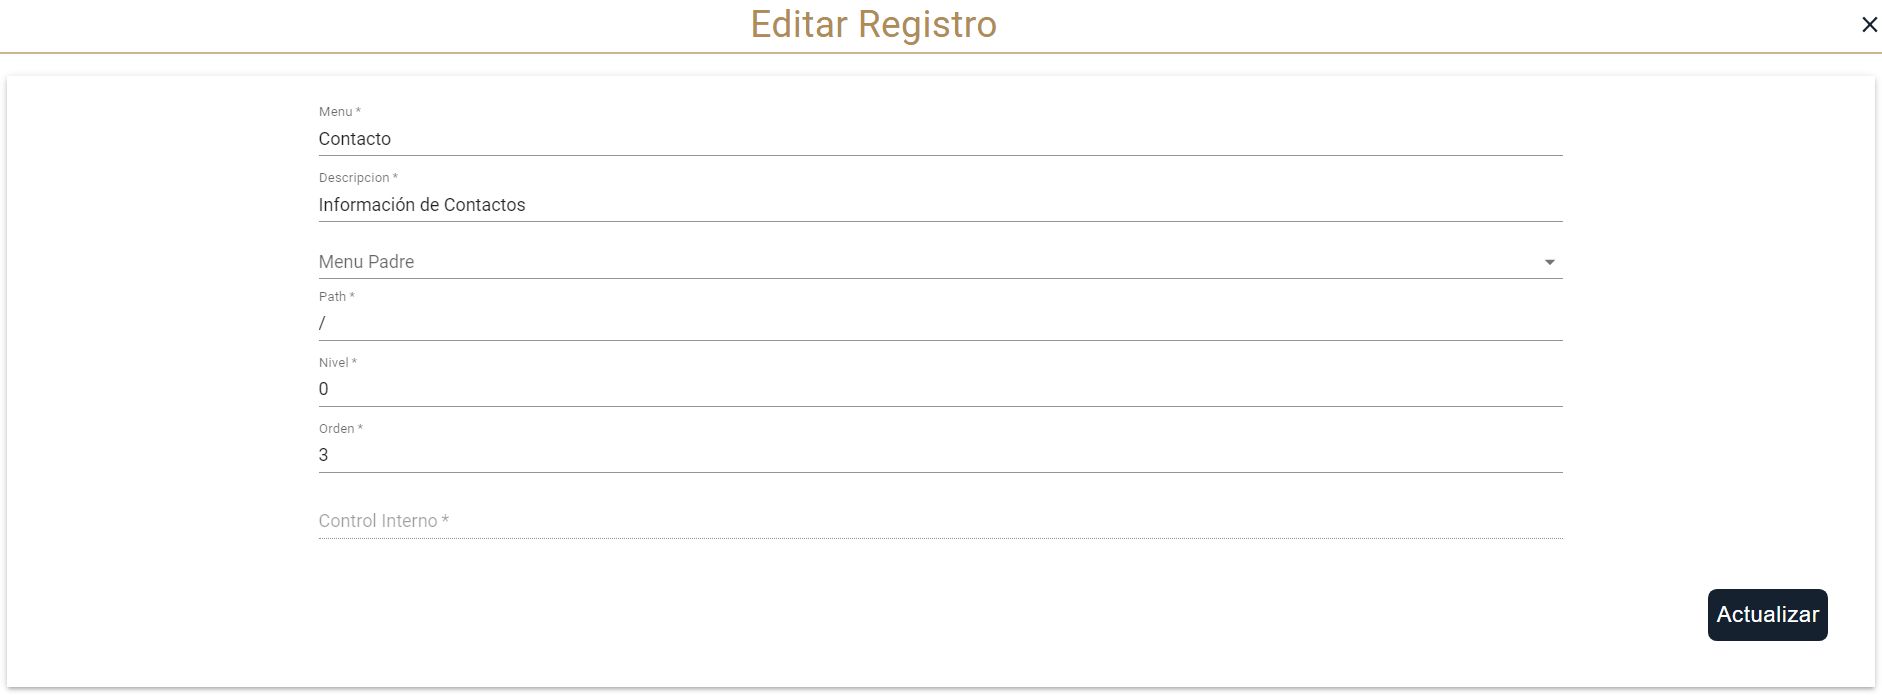 Editar Registro
Menu *
Contacto
Descripcion *
Información de Contactos
Menu Padre
Path *
/
Nivel *
0
Orden *
3
Control Interno *
Actualizar